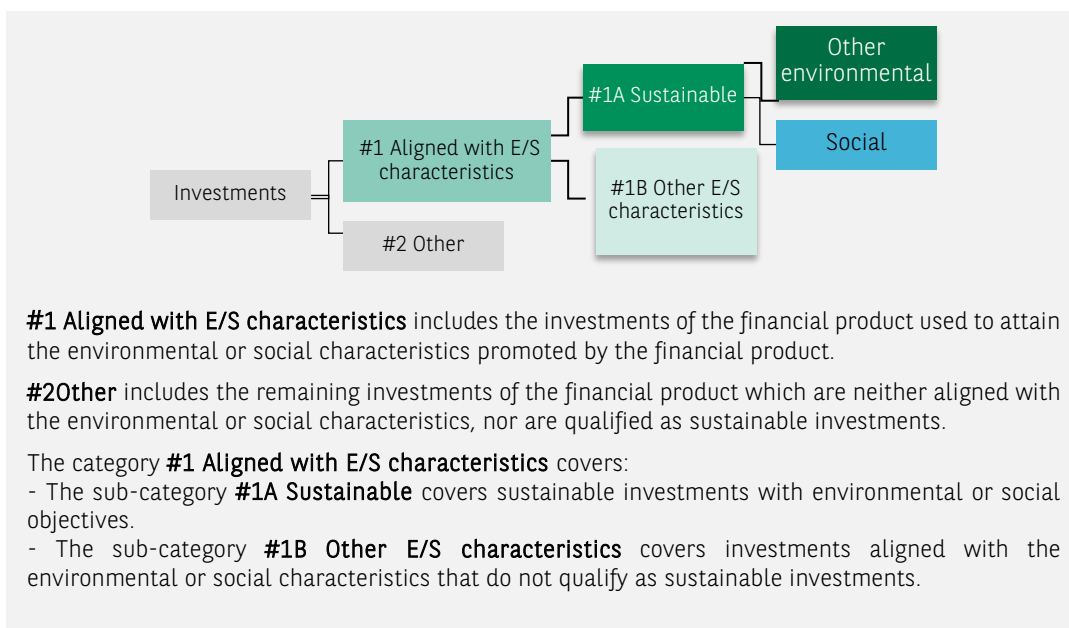 Other
environmental
#1A Sustainable
Social
#1 Aligned with E/S
characteristics
#1B Other E/S
characteristics
Investments
#2 Other
#1 Aligned with E/S characteristics includes the investments of the financial product used to attain
the environmental or social characteristics promoted by the financial product.
#2Other includes the remaining investments of the financial product which are neither aligned with
the environmental or social characteristics, nor are qualified as sustainable investments.
The category #1 Aligned with E/S characteristics covers:
- The sub-category #1A Sustainable covers sustainable investments with environmental or social
objectives.
- The sub-category #1B Other E/S characteristics covers investments aligned with the
environmental or social characteristics that do not qualify as sustainable investments.